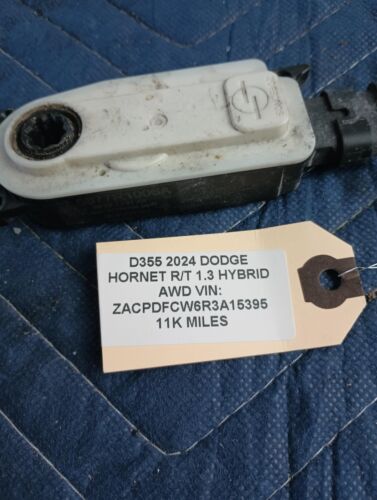 D355 2024 DODGE
HORNET R/T 1.3 HYBRID
AWD VIN:
ZACPDFCW6R3A15395
11K MILES